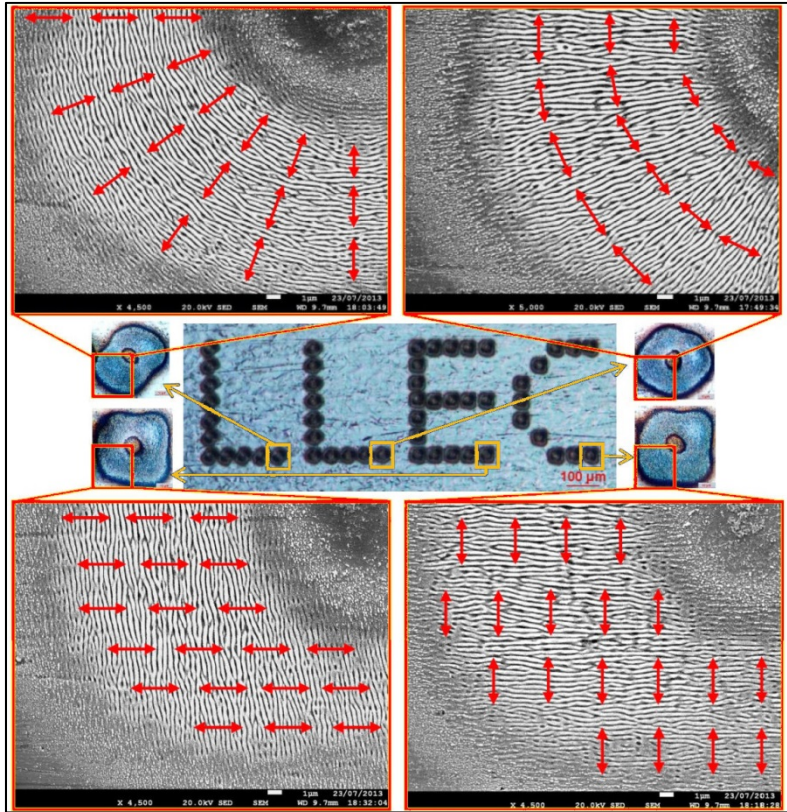 X 4,500 20.0kV SED SEM 1μm 23/07/2013
WD 9.7mm 18:03:49
X 5,000 20.0kV SED SEM 1μm 23/07/2013
WD 9.7mm 17:49:34
LLEC
100 μm
X 4,500 20.0kV SED SEM 1μm 23/07/2013
WD 9.7mm 18:32:04
X 4,500 20.0kV SED SEM 1μm 23/07/2013
WD 9.7mm 18:18:28